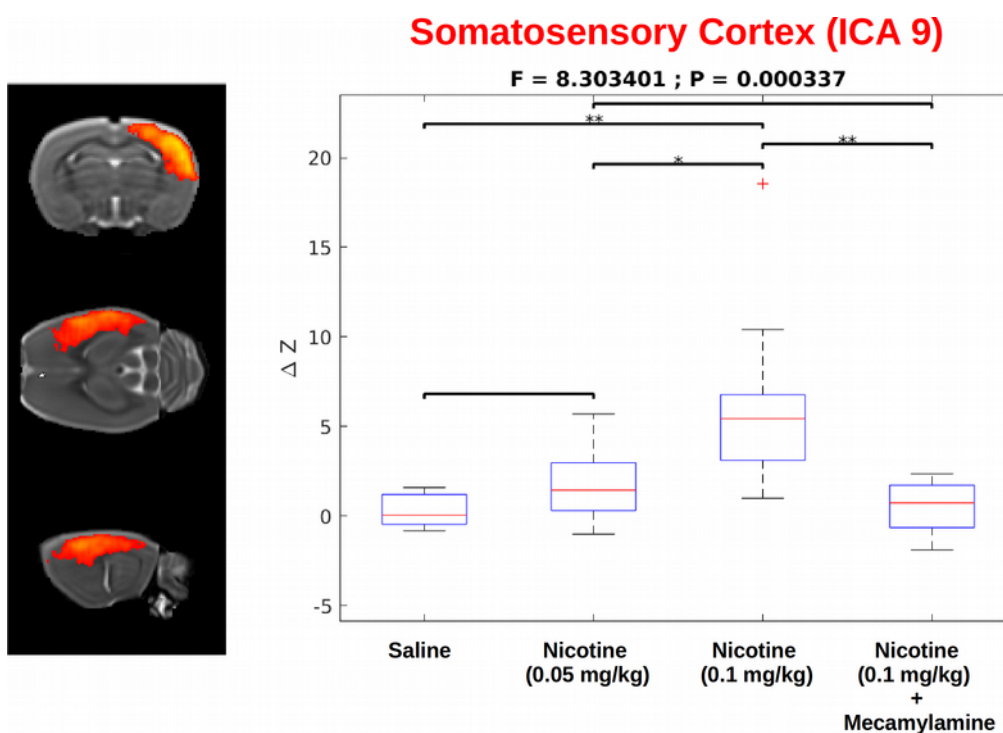 Somatosensory Cortex (ICA 9)
F = 8.303401 ; P = 0.000337
**
*
**
20
15
10
5
0
-5
Δ Z
Saline
Nicotine
(0.05 mg/kg)
Nicotine
(0.1 mg/kg)
Nicotine
(0.1 mg/kg)
+
Mecamylamine